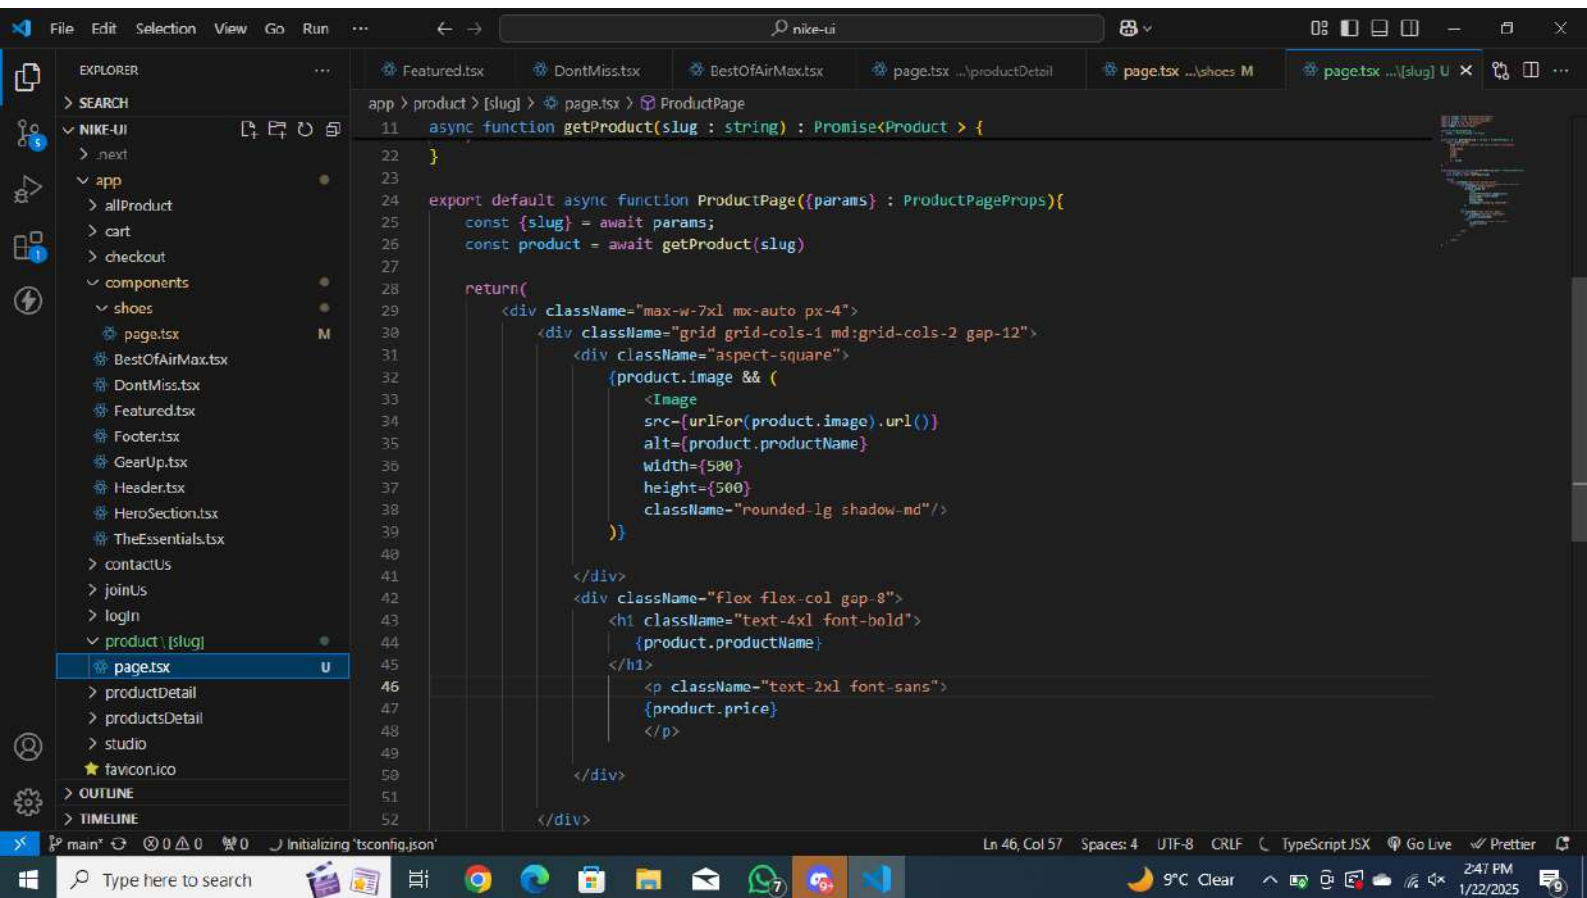 File Edit Selection View Go Run ··· nike-ui
EXPLORER ···
Featured.tsx DontMiss.tsx BestOfAirMax.tsx page.tsx ...\productDetail page.tsx ...\shoes M page.tsx ...\[slug] U
SEARCH
NIKE-UI
.next
app
allProduct
cart
checkout
components
shoes
page.tsx M
BestOfAirMax.tsx
DontMiss.tsx
Featured.tsx
Footer.tsx
GearUp.tsx
Header.tsx
HeroSection.tsx
TheEssentials.tsx
contactUs
joinUs
login
product \ [slug]
page.tsx U
productDetail
productsDetail
studio
favicon.ico
OUTLINE
TIMELINE
app > product > [slug] > page.tsx > ProductPage
11 async function getProduct(slug : string) : Promise<Product > {
22 }
23
24 export default async function ProductPage({params} : ProductPageProps){
25 const {slug} = await params;
26 const product = await getProduct(slug)
27
28 return(
29 <div className="max-w-7xl mx-auto px-4">
30 <div className="grid grid-cols-1 md:grid-cols-2 gap-12">
31 <div className="aspect-square">
32 {product.image && (
33 <Image
34 src={urlFor(product.image).url()}
35 alt={product.productName}
36 width={500}
37 height={500}
38 className="rounded-lg shadow-md"/>
39 )}
40
41 </div>
42 <div className="flex flex-col gap-8">
43 <h1 className="text-4xl font-bold">
44 {product.productName}
45 </h1>
46 <p className="text-2xl font-sans">
47 {product.price}
48 </p>
49
50 </div>
51
52 </div>
main* 0 0 0 Initializing 'tsconfig.json' Ln 46, Col 57 Spaces: 4 UTF-8 CRLF TypeScript JSX Go Live Prettier
Type here to search 7 9+ 9°C Clear 2:47 PM
1/22/2025 9